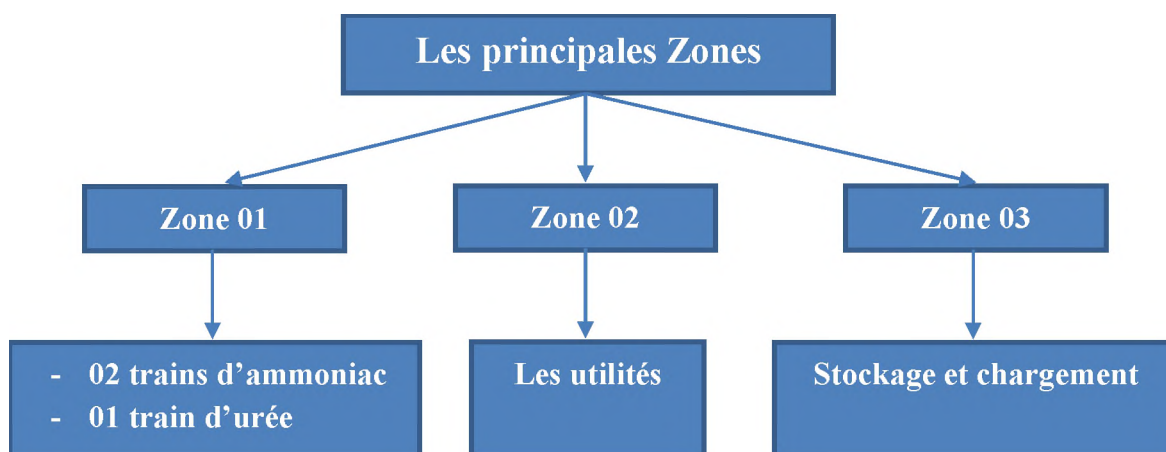 Les principales Zones
Zone 01
Zone 02
Zone 03
- 02 trains d’ammoniac
- 01 train d’urée
Les utilités
Stockage et chargement